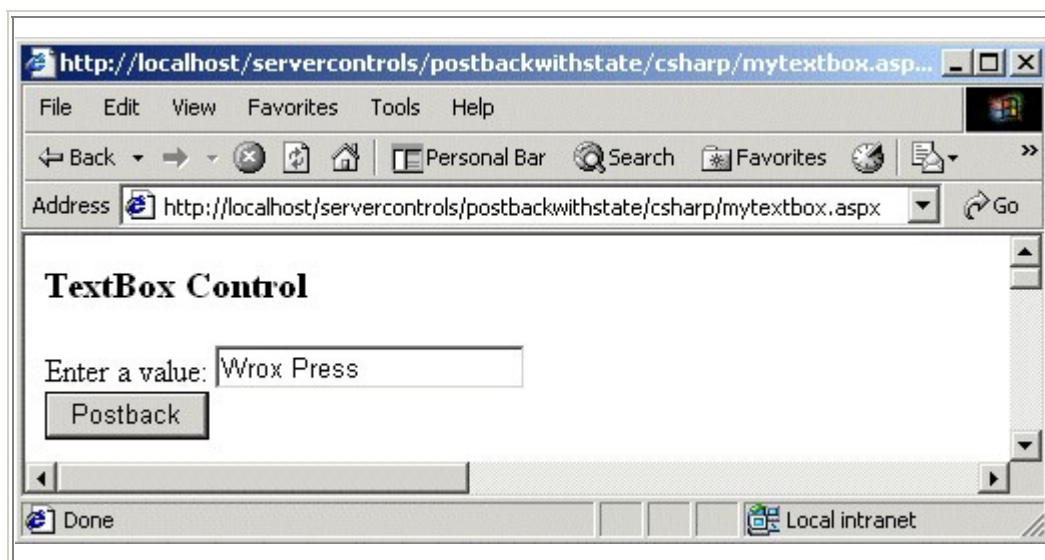 http://localhost/servercontrols/postbackwithstate/csharp/mytextbox.asp...
File Edit View Favorites Tools Help
Back Personal Bar Search Favorites »
Address http://localhost/servercontrols/postbackwithstate/csharp/mytextbox.aspx Go
TextBox Control
Enter a value: Wrox Press
Postback
Done Local intranet